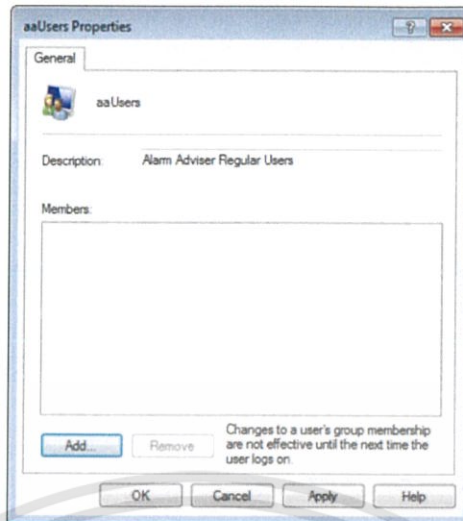 aaUsers Properties
General
aaUsers
Description: Alarm Adviser Regular Users
Members:
Add... Remove
Changes to a user's group membership
are not effective until the next time the
user logs on.
OK Cancel Apply Help